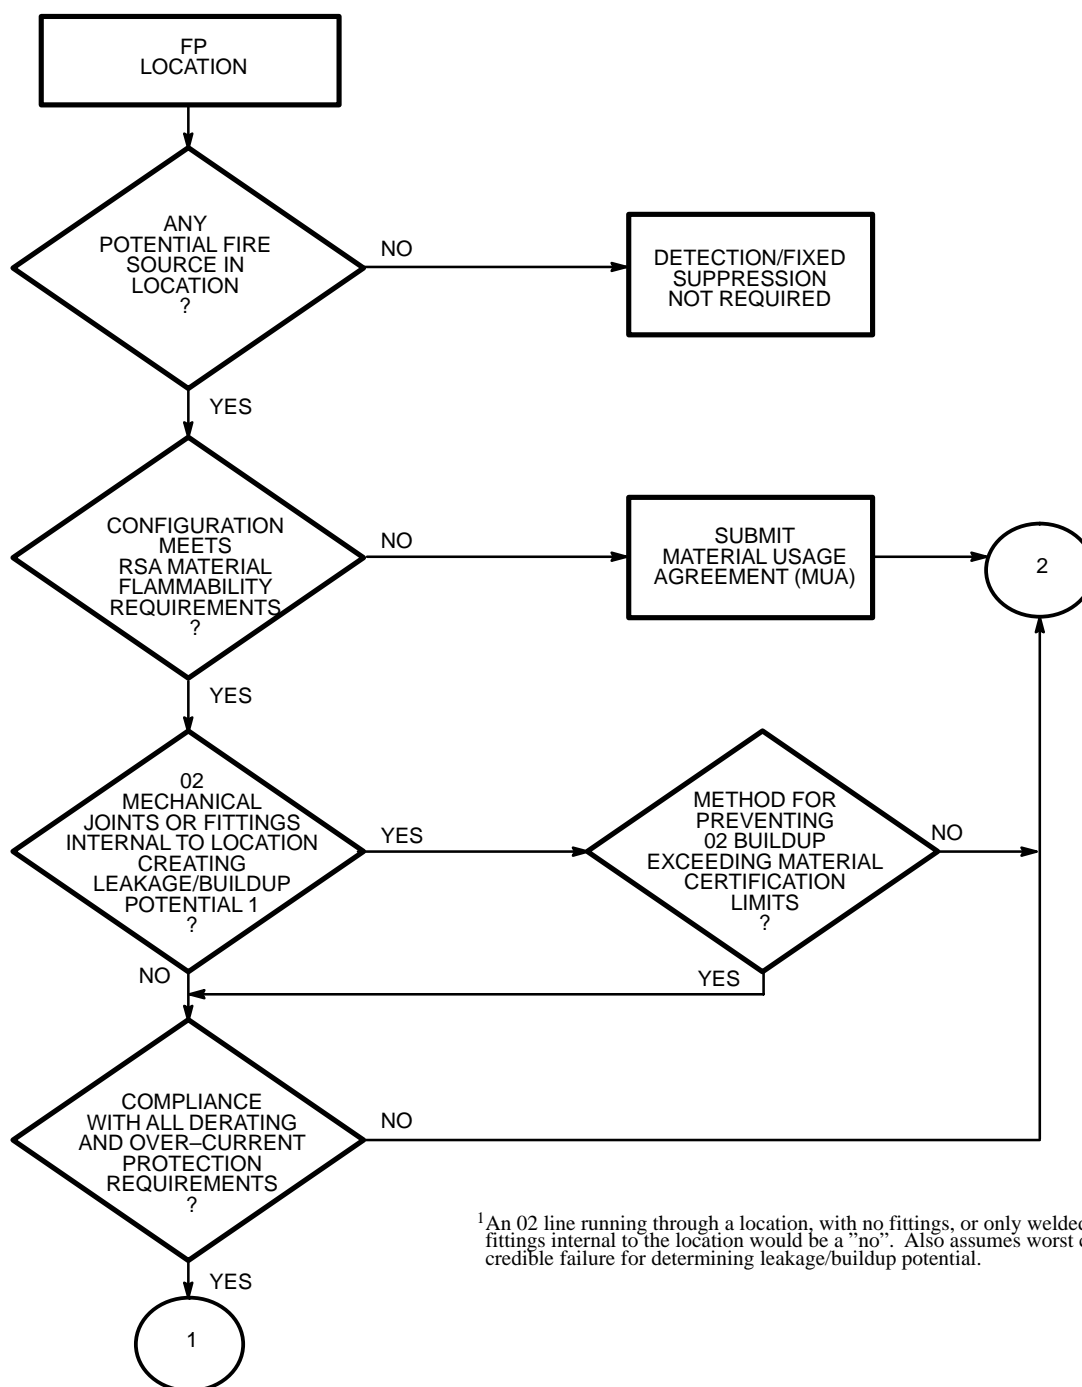 FP
LOCATION
ANY
POTENTIAL FIRE
SOURCE IN
LOCATION
?
NO
DETECTION/FIXED
SUPPRESSION
NOT REQUIRED
YES
CONFIGURATION
MEETS
RSA MATERIAL
FLAMMABILITY
REQUIREMENTS
?
NO
SUBMIT
MATERIAL USAGE
AGREEMENT (MUA)
2
YES
02
MECHANICAL
JOINTS OR FITTINGS
INTERNAL TO LOCATION
CREATING
LEAKAGE/BUILDUP
POTENTIAL 1
?
YES
METHOD FOR
PREVENTING
02 BUILDUP
EXCEEDING MATERIAL
CERTIFICATION
LIMITS
?
NO
NO
YES
COMPLIANCE
WITH ALL DERATING
AND OVER–CURRENT
PROTECTION
REQUIREMENTS
?
NO
YES
1
1An 02 line running through a location, with no fittings, or only welded
fittings internal to the location would be a ”no”. Also assumes worst
credible failure for determining leakage/buildup potential.